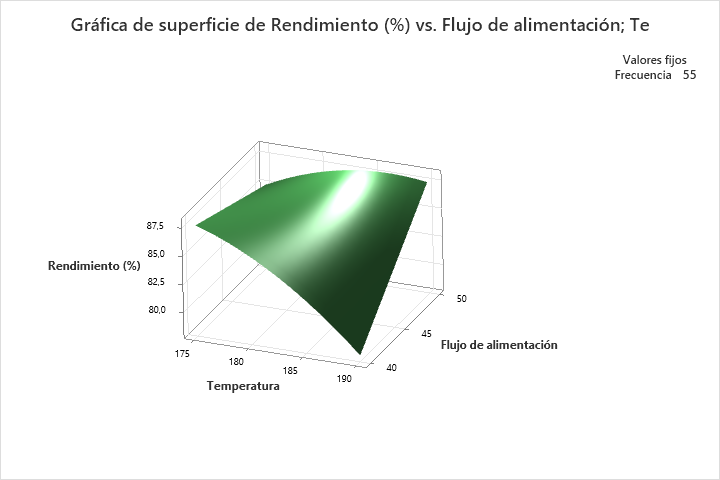 Gráfica de superficie de Rendimiento (%) vs. Flujo de alimentación; Te
Valores fijos
Frecuencia 55
87,5
85,0
Rendimiento (%)
82,5
80,0
50
45
Flujo de alimentación
40
175
180
185
190
Temperatura